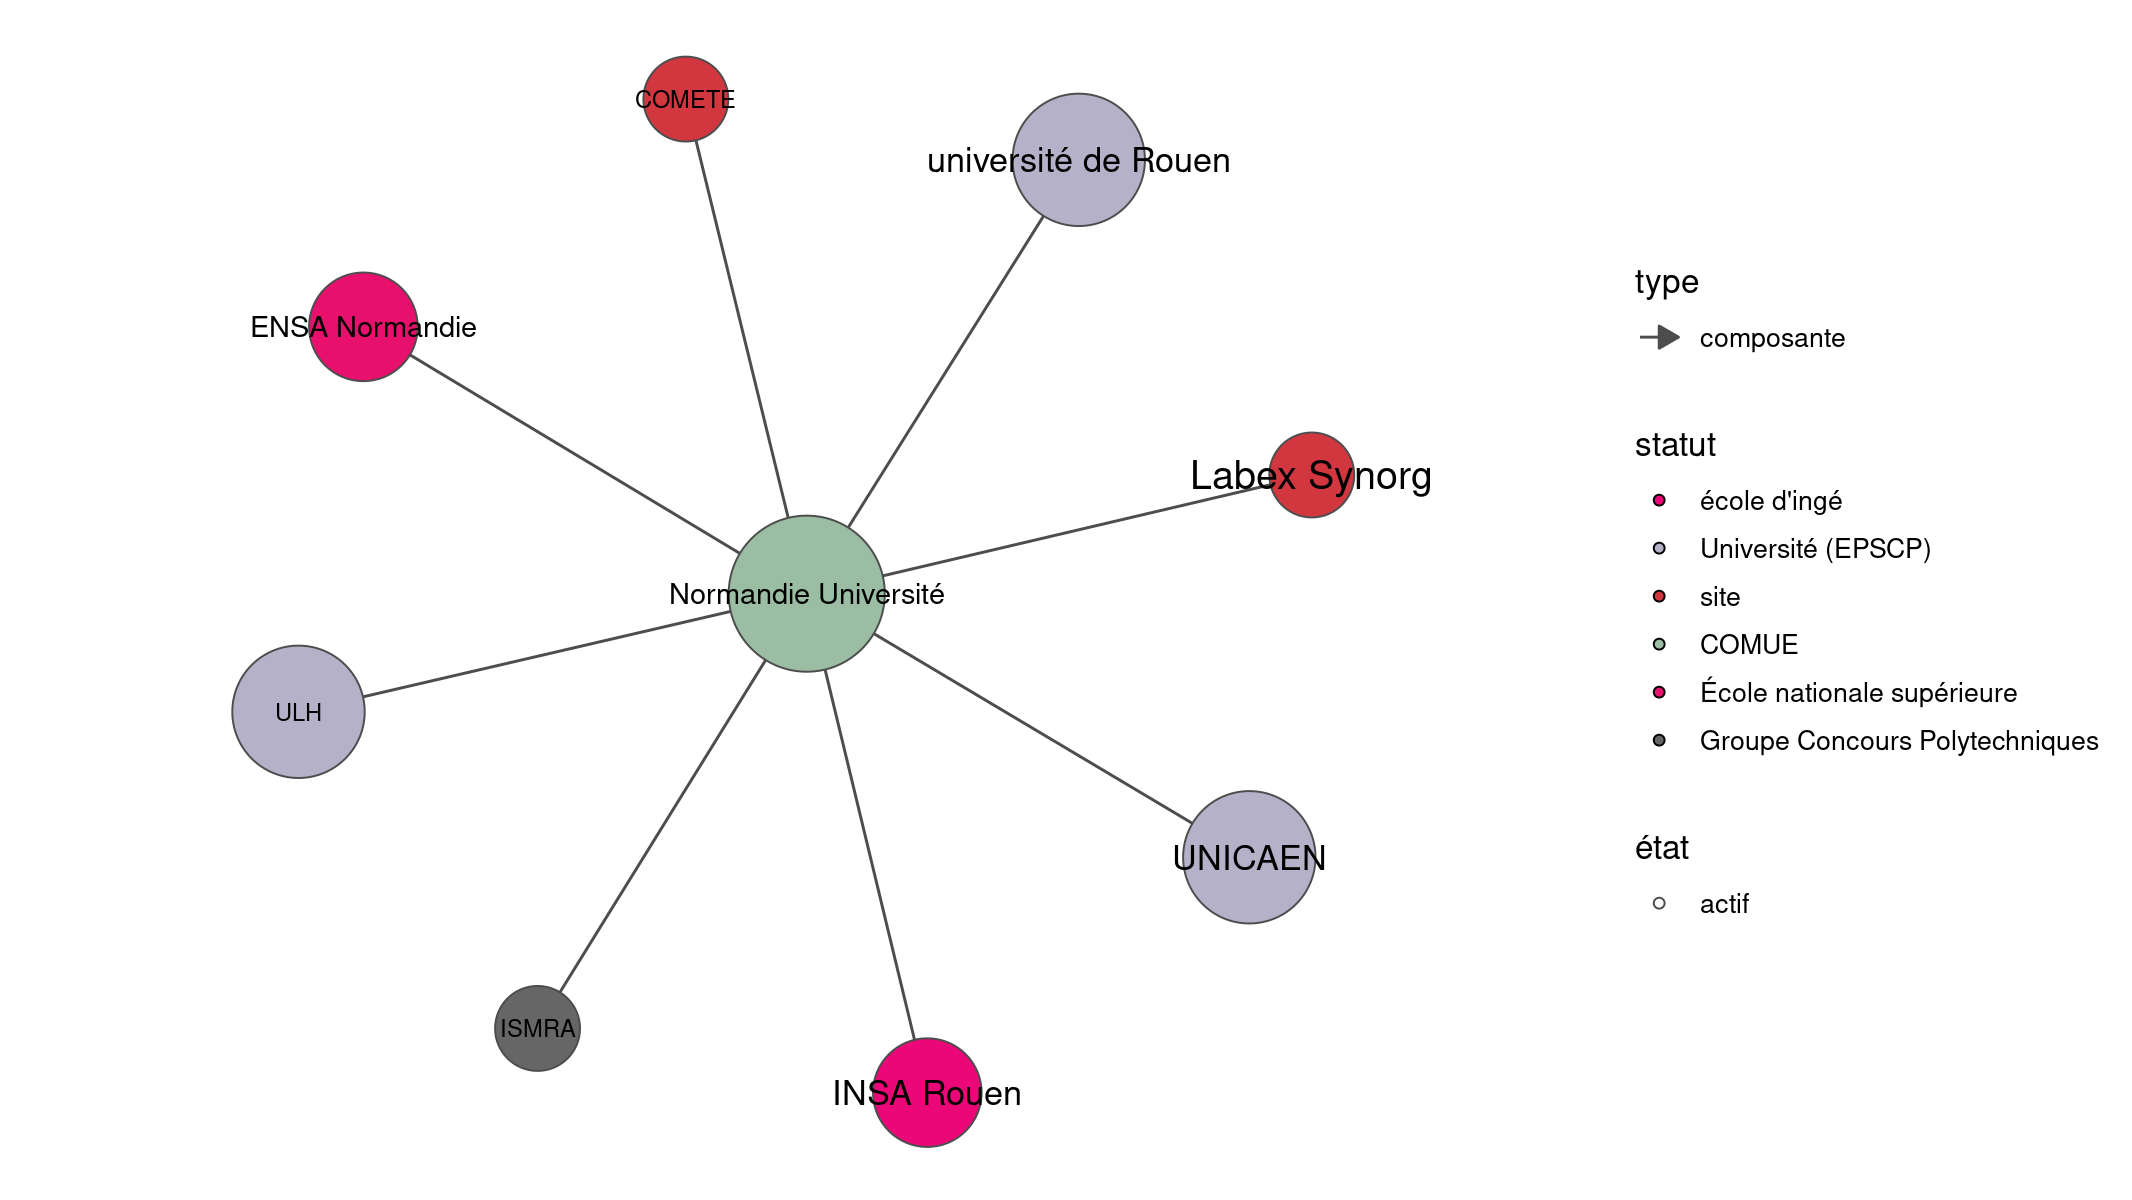 COMETE
université de Rouen
ENSA Normandie
Labex Synorg
Normandie Université
ULH
UNICAEN
ISMRA
INSA Rouen
type
composante
statut
école d'ingé
Université (EPSCP)
site
COMUE
École nationale supérieure
Groupe Concours Polytechniques
état
actif